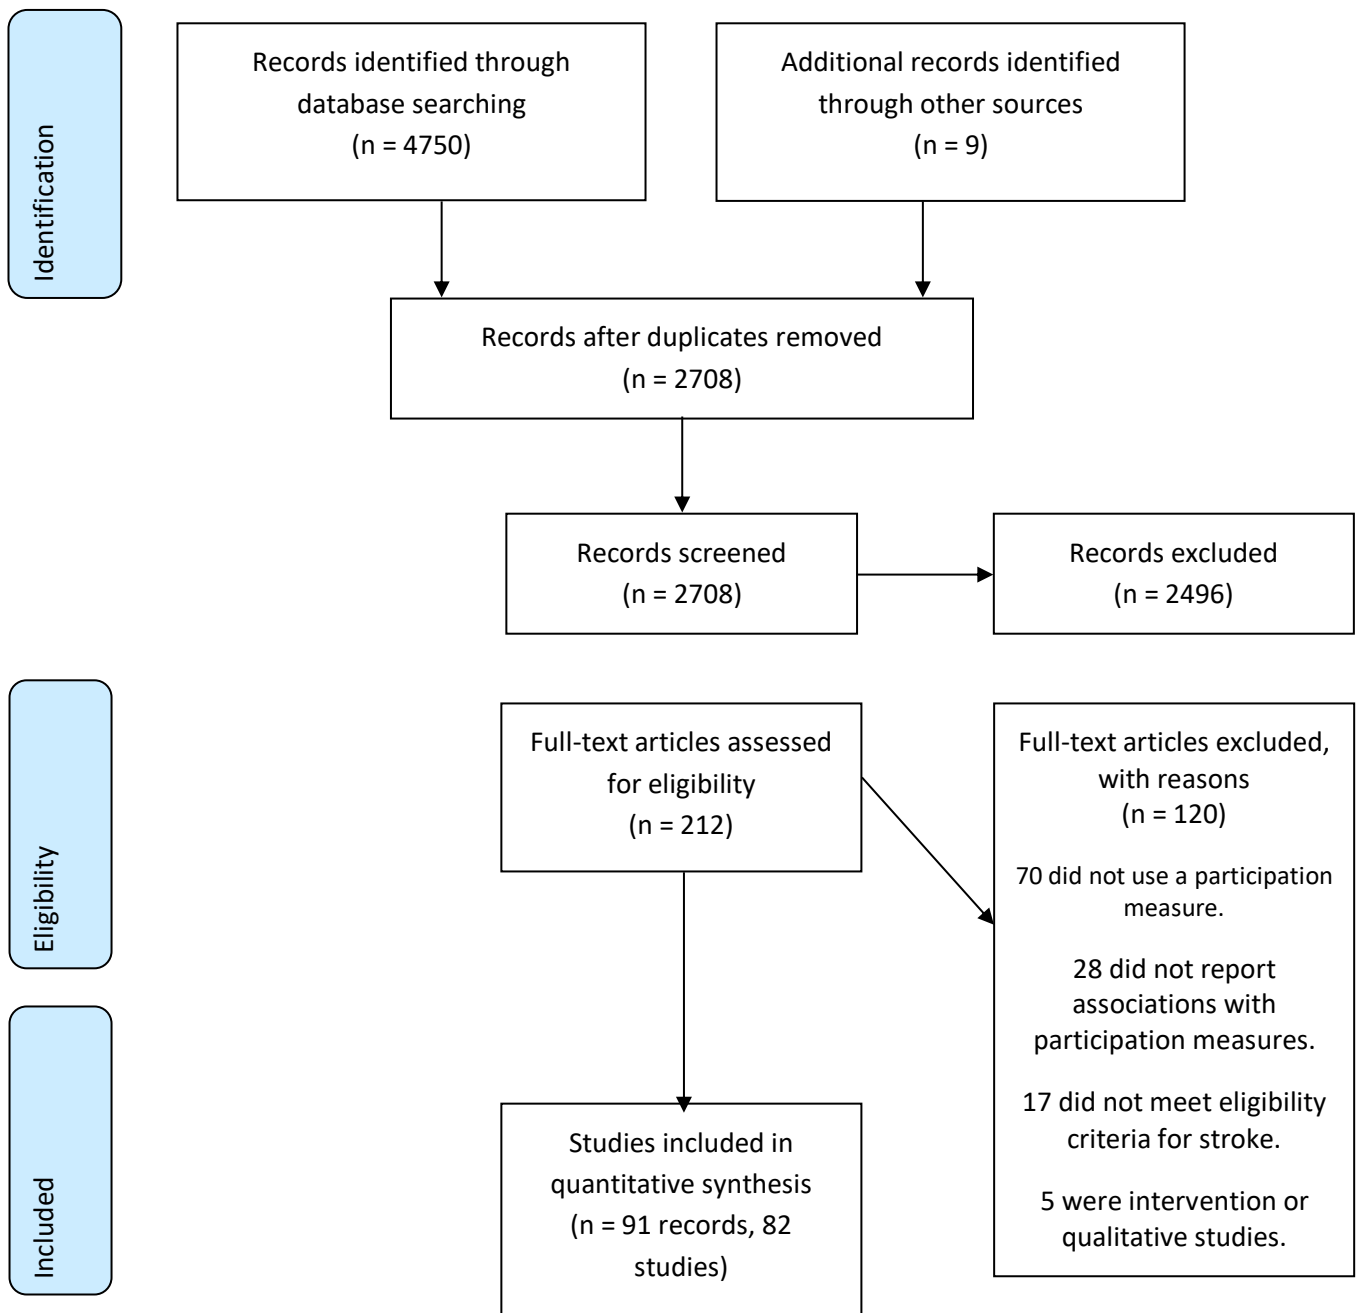 Identification
Records identified through
database searching
(n = 4750)
Additional records identified
through other sources
(n = 9)
Records after duplicates removed
(n = 2708)
Records screened
(n = 2708)
Records excluded
(n = 2496)
Eligibility
Full-text articles assessed
for eligibility
(n = 212)
Full-text articles excluded,
with reasons
(n = 120)
70 did not use a participation
measure.
28 did not report
associations with
participation measures.
17 did not meet eligibility
criteria for stroke.
5 were intervention or
qualitative studies.
Included
Studies included in
quantitative synthesis
(n = 91 records, 82
studies)